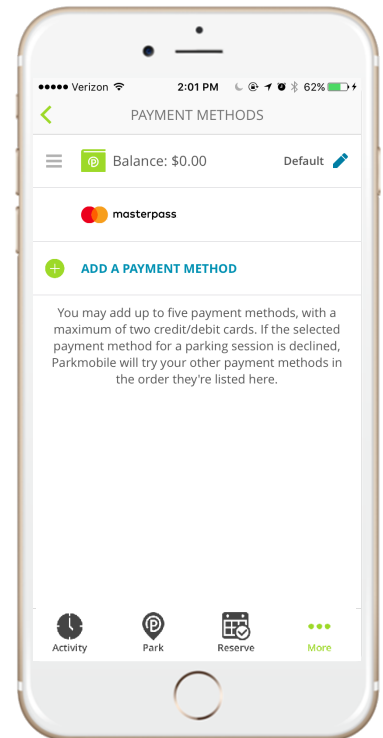 Verizon 2:01 PM 62%
PAYMENT METHODS
Balance: $0.00 Default
masterpass
ADD A PAYMENT METHOD
You may add up to five payment methods, with a
maximum of two credit/debit cards. If the selected
payment method for a parking session is declined,
Parkmobile will try your other payment methods in
the order they're listed here.
Activity Park Reserve More